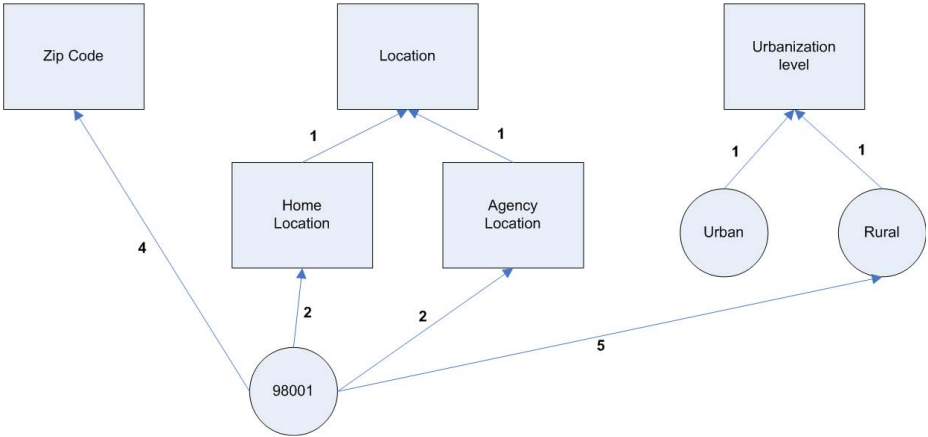 Zip Code
Location
Urbanization
level
1
1
1
1
Home
Location
Agency
Location
Urban
Rural
4
2
2
5
98001